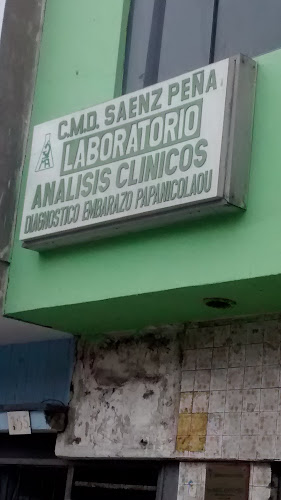 C.M.D. SAENZ PEÑA
LABORATORIO
ANALISIS CLINICOS
DIAGNOSTICO EMBARAZO PAPANICOLAOU